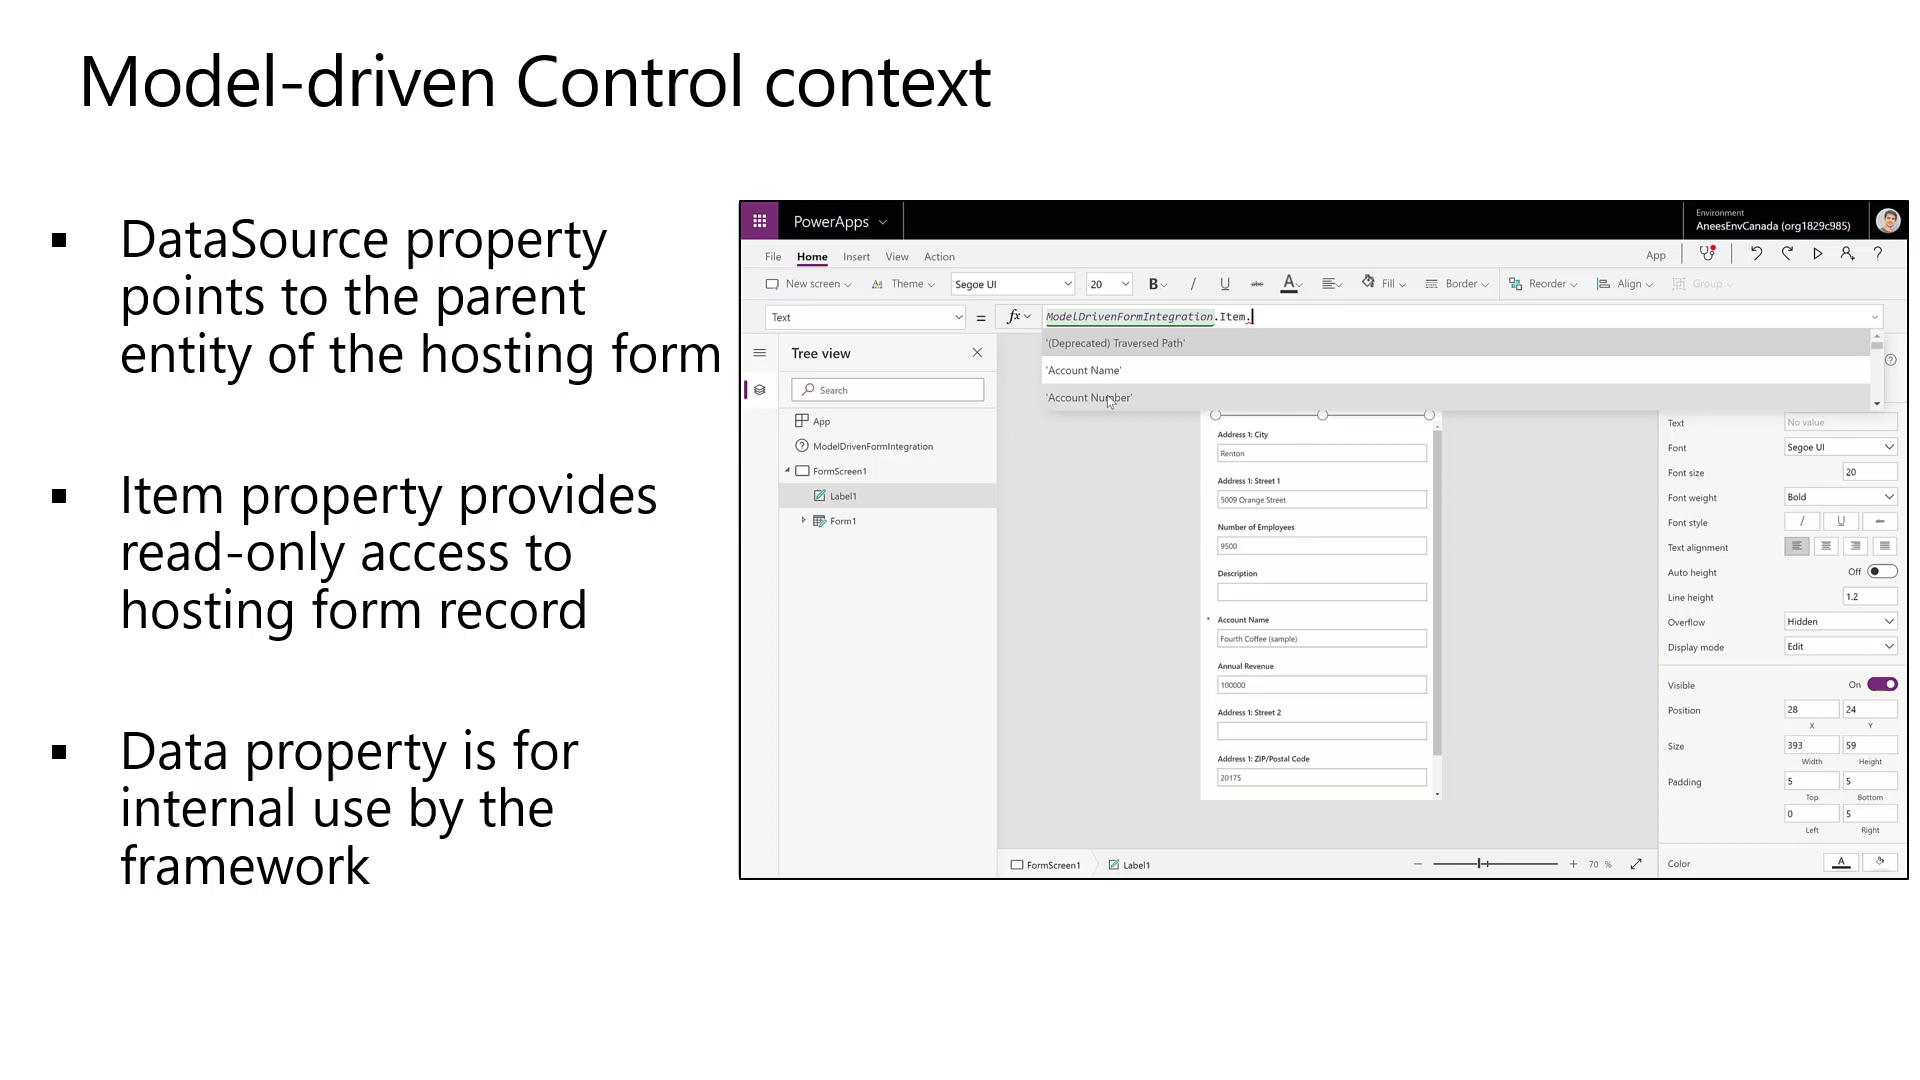 Model-driven Control context
DataSource property
points to the parent
entity of the hosting form
Item property provides
read-only access to
hosting form record
Data property is for
internal use by the
framework
PowerApps
Environment
AneesEnvCanada (org1829c985)
File Home Insert View Action
App
New screen Theme Segoe UI 20 B / U abc A Fill Border Reorder Align Group
Text = fx ModelDrivenFormIntegration.Item.
'(Deprecated) Traversed Path'
'Account Name'
'Account Number'
Tree view
Search
App
ModelDrivenFormIntegration
FormScreen1
Label1
Form1
Address 1: City
Renton
Address 1: Street 1
5009 Orange Street
Number of Employees
9500
Description
* Account Name
Fourth Coffee (sample)
Annual Revenue
100000
Address 1: Street 2
Address 1: ZIP/Postal Code
20175
Text No value
Font Segoe UI
Font size 20
Font weight Bold
Font style / U abc
Text alignment
Auto height Off
Line height 1.2
Overflow Hidden
Display mode Edit
Visible On
Position 28 24
X Y
Size 393 59
Width Height
Padding 5 5
Top Bottom
0 5
Left Right
Color A
FormScreen1 Label1
− + 70 %